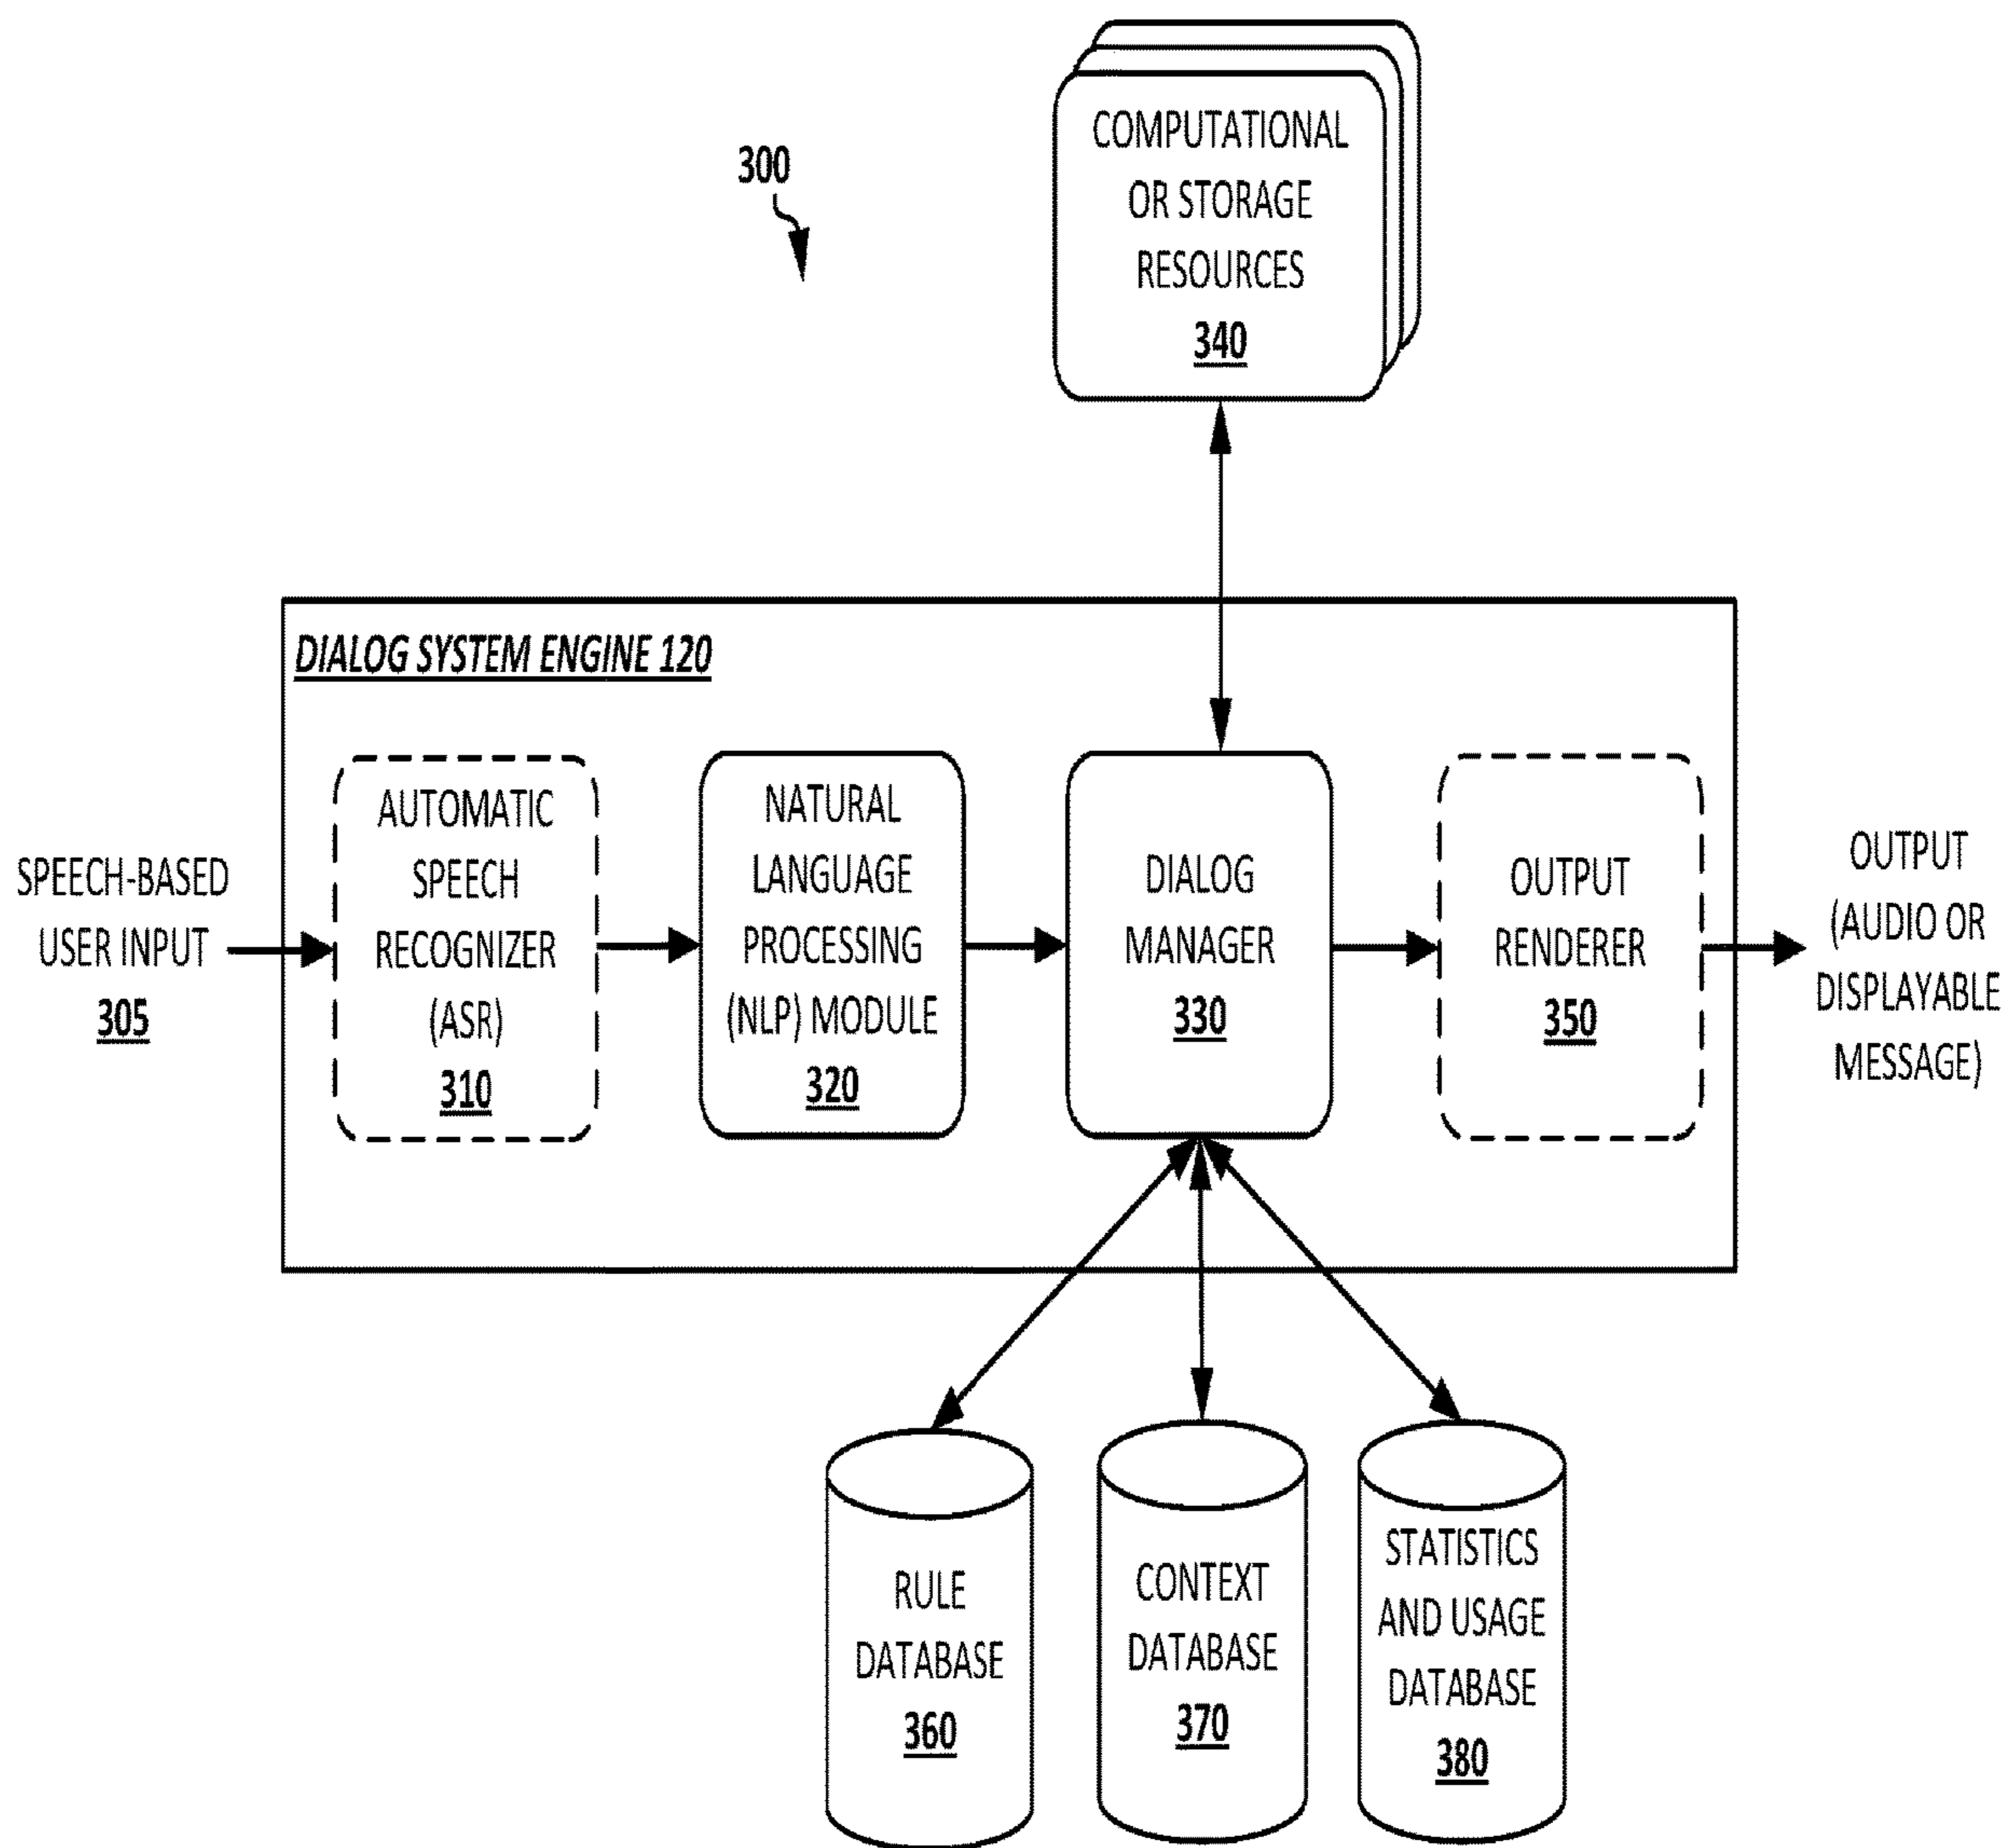 300
COMPUTATIONAL
OR STORAGE
RESOURCES
340
DIALOG SYSTEM ENGINE 120
SPEECH-BASED
USER INPUT
305
AUTOMATIC
SPEECH
RECOGNIZER
(ASR)
310
NATURAL
LANGUAGE
PROCESSING
(NLP) MODULE
320
DIALOG
MANAGER
330
OUTPUT
RENDERER
350
OUTPUT
(AUDIO OR
DISPLAYABLE
MESSAGE)
RULE
DATABASE
360
CONTEXT
DATABASE
370
STATISTICS
AND USAGE
DATABASE
380